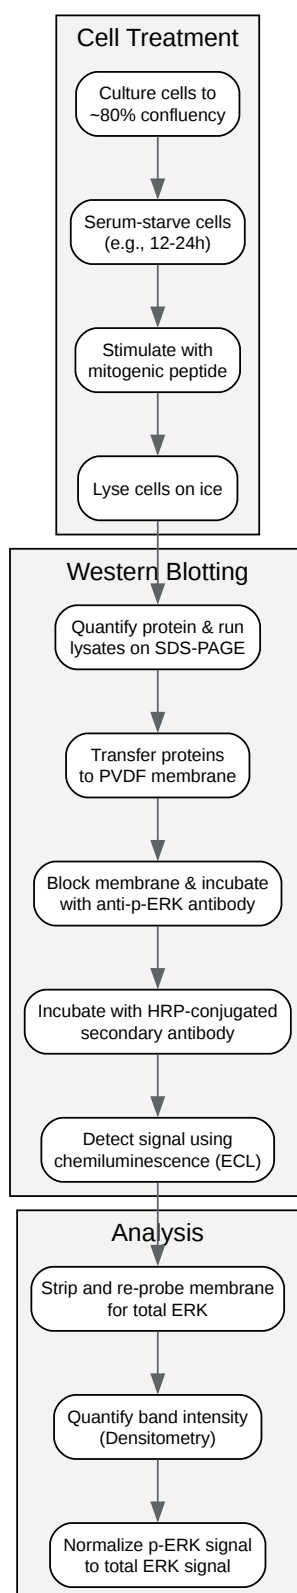 Cell Treatment
Culture cells to
~80% confluency
Serum-starve cells
(e.g., 12-24h)
Stimulate with
mitogenic peptide
Lyse cells on ice
Western Blotting
Quantify protein & run
lysates on SDS-PAGE
Transfer proteins
to PVDF membrane
Block membrane & incubate
with anti-p-ERK antibody
Incubate with HRP-conjugated
secondary antibody
Detect signal using
chemiluminescence (ECL)
Analysis
Strip and re-probe membrane
for total ERK
Quantify band intensity
(Densitometry)
Normalize p-ERK signal
to total ERK signal